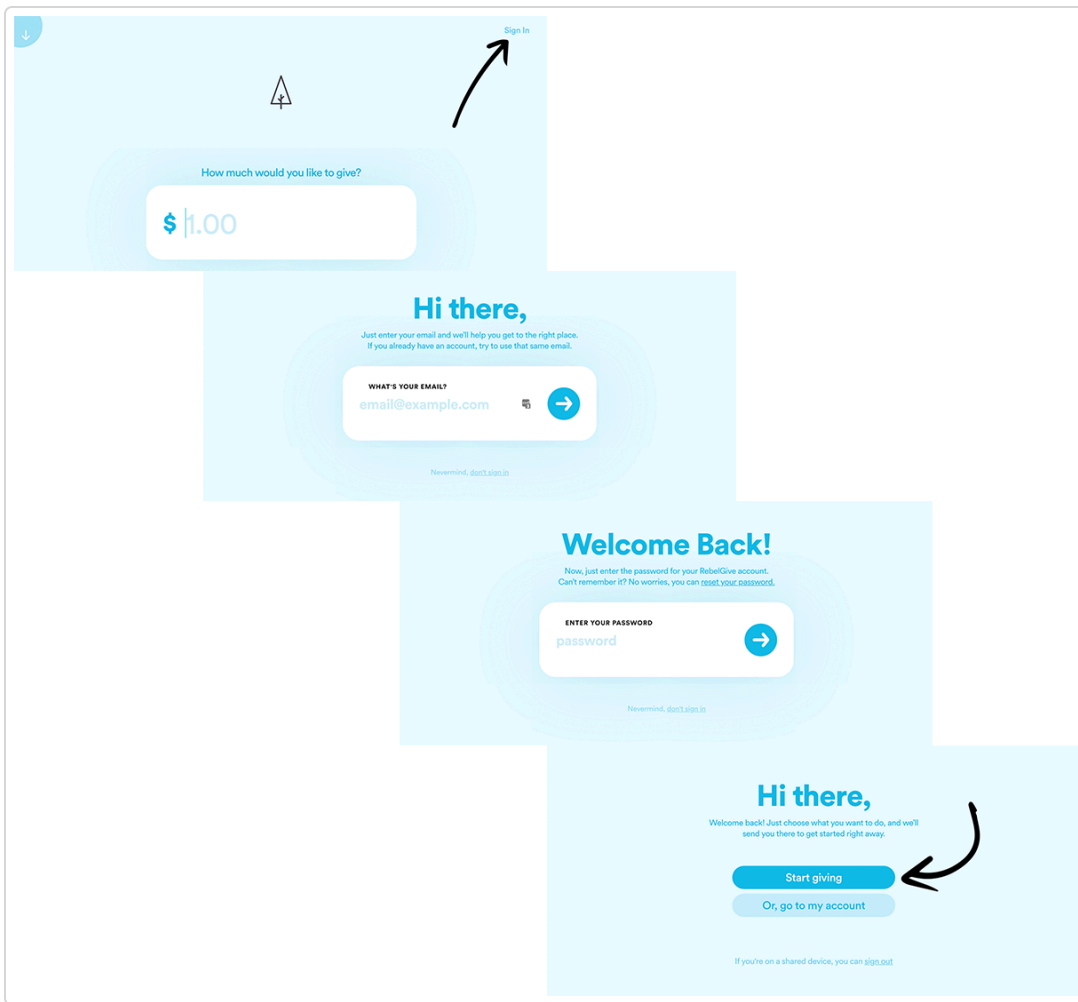 Sign In
How much would you like to give?
$ 1.00
Hi there,
Just enter your email and we'll help you get to the right place.
If you already have an account, try to use that same email.
WHAT'S YOUR EMAIL?
email@example.com
Nevermind, don't sign in
Welcome Back!
Now, just enter the password for your RebelGive account.
Can't remember it? No worries, you can reset your password.
ENTER YOUR PASSWORD
password
Nevermind, don't sign in
Hi there,
Welcome back! Just choose what you want to do, and we'll
send you there to get started right away.
Start giving
Or, go to my account
If you're on a shared device, you can sign out